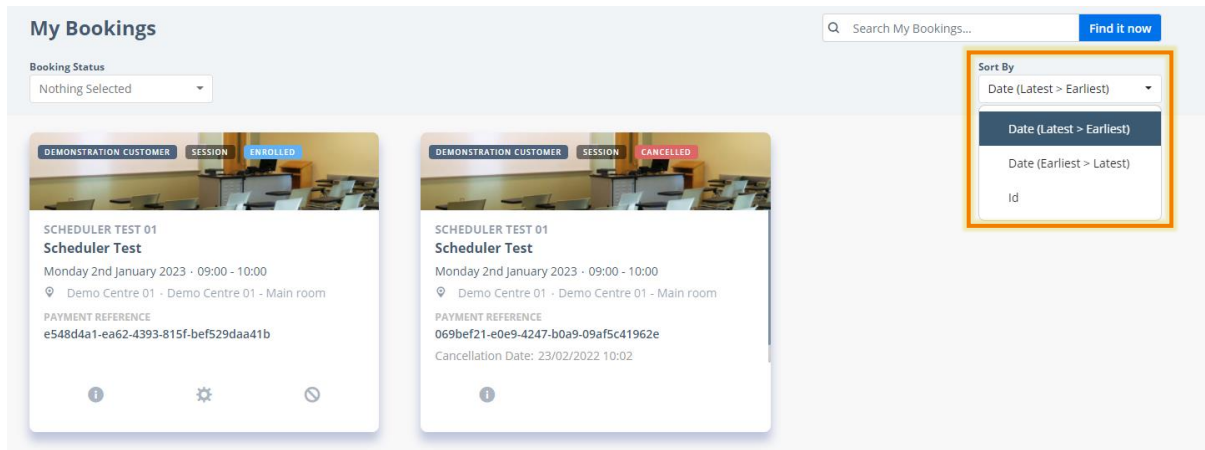 My Bookings
Search My Bookings...
Find it now
Booking Status
Nothing Selected
Sort By
Date (Latest > Earliest)
Date (Latest > Earliest)
Date (Earliest > Latest)
Id
DEMONSTRATION CUSTOMER SESSION ENROLLED
SCHEDULER TEST 01
Scheduler Test
Monday 2nd January 2023 · 09:00 - 10:00
Demo Centre 01 · Demo Centre 01 - Main room
PAYMENT REFERENCE
e548d4a1-ea62-4393-815f-bef529daa41b
DEMONSTRATION CUSTOMER SESSION CANCELLED
SCHEDULER TEST 01
Scheduler Test
Monday 2nd January 2023 · 09:00 - 10:00
Demo Centre 01 · Demo Centre 01 - Main room
PAYMENT REFERENCE
069bef21-e0e9-4247-b0a9-09af5c41962e
Cancellation Date: 23/02/2022 10:02